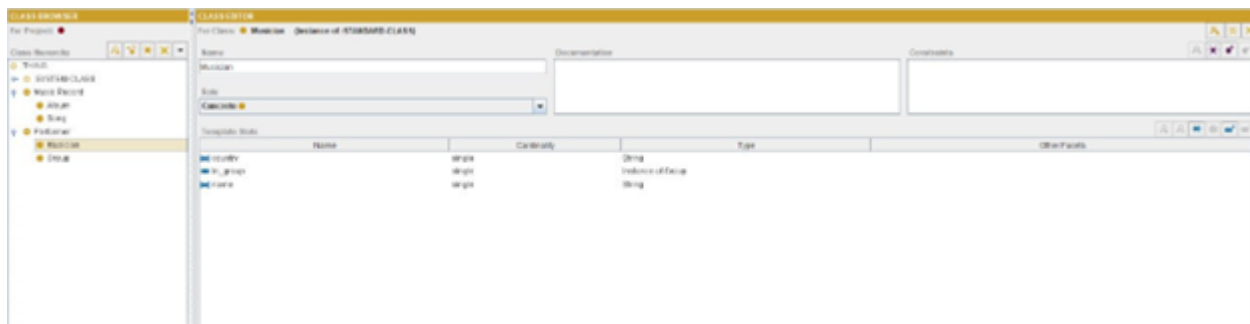 CLASS BROWSER
For Project:
Class Hierarchy
:THING
:SYSTEM-CLASS
Music Record
Album
Song
Performer
Musician
Group
CLASS EDITOR
For Class: Musician (instance of :STANDARD-CLASS)
Name
Documentation
Constraints
Musician
Role
Concrete
Template Slots
Name Cardinality Type Other Facets
country single String
in_group single Instance of Group
name single String